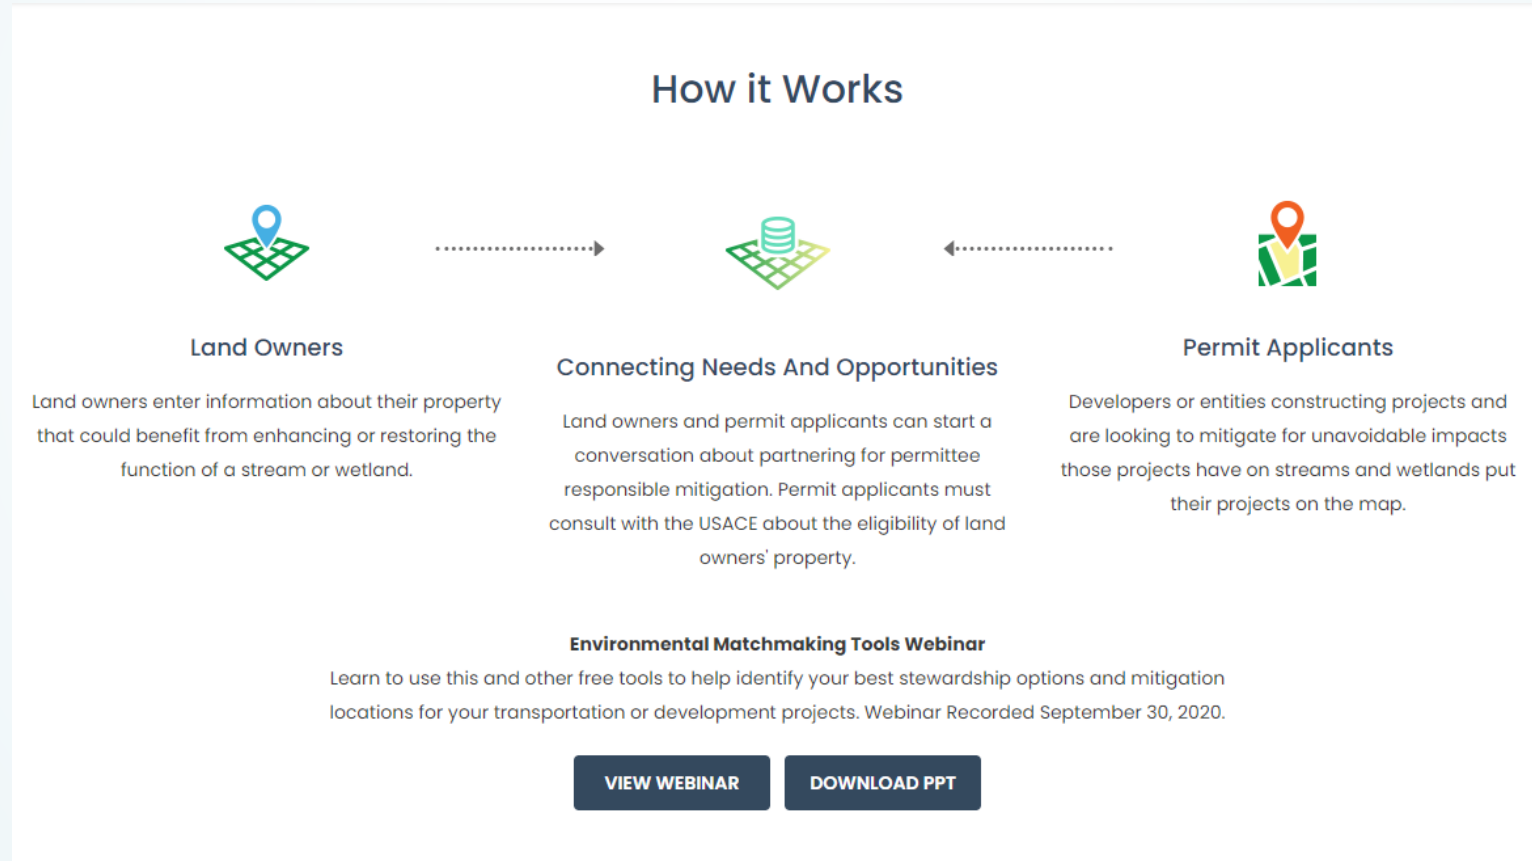 How it Works
Land Owners
Land owners enter information about their property
that could benefit from enhancing or restoring the
function of a stream or wetland.
Connecting Needs And Opportunities
Land owners and permit applicants can start a
conversation about partnering for permittee
responsible mitigation. Permit applicants must
consult with the USACE about the eligibility of land
owners' property.
Permit Applicants
Developers or entities constructing projects and
are looking to mitigate for unavoidable impacts
those projects have on streams and wetlands put
their projects on the map.
Environmental Matchmaking Tools Webinar
Learn to use this and other free tools to help identify your best stewardship options and mitigation
locations for your transportation or development projects. Webinar Recorded September 30, 2020.
VIEW WEBINAR
DOWNLOAD PPT